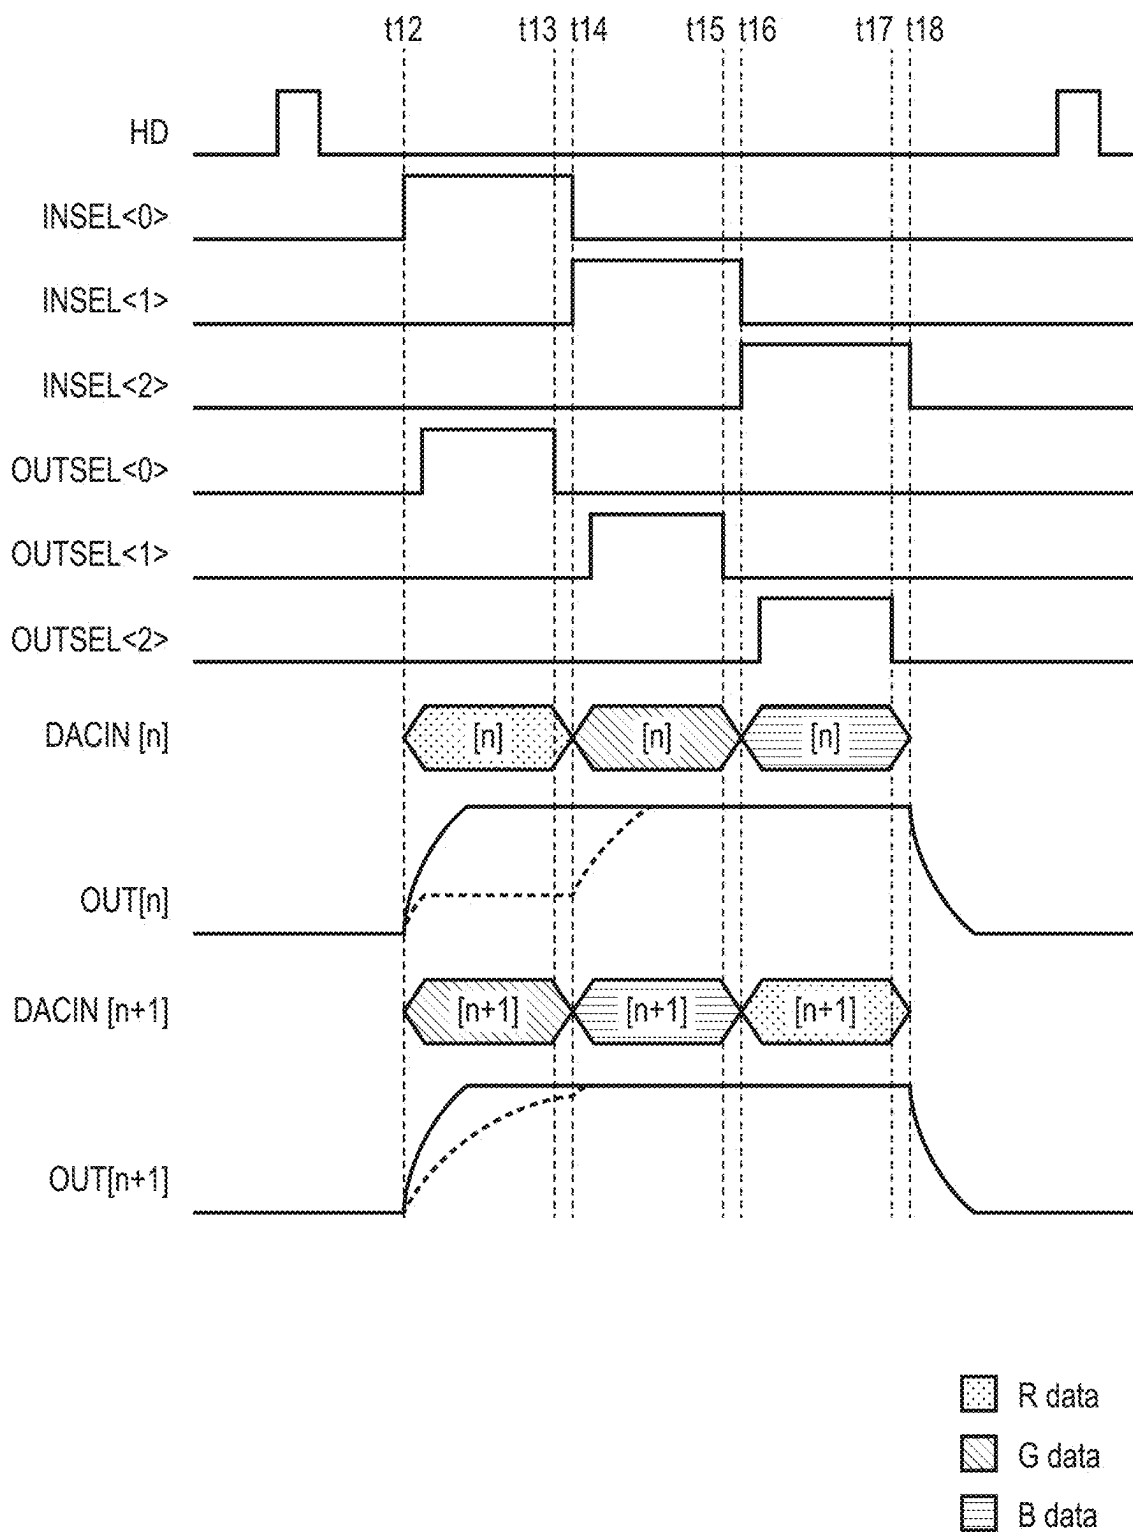 t12 t13 t14 t15 t16 t17 t18
HD
INSEL<0>
INSEL<1>
INSEL<2>
OUTSEL<0>
OUTSEL<1>
OUTSEL<2>
DACIN [n] [n] [n] [n]
OUT[n]
DACIN [n+1] [n+1] [n+1] [n+1]
OUT[n+1]
R data
G data
B data